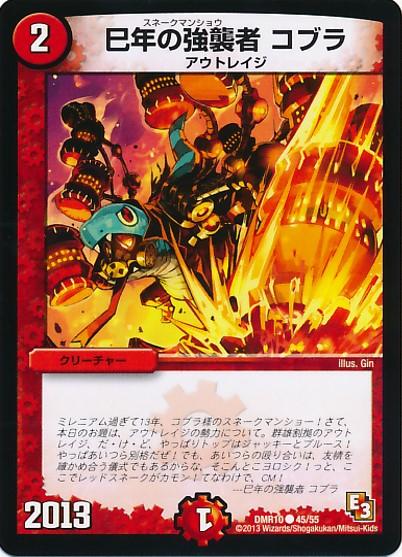 2
スネークマンショウ
巳年の強襲者 コブラ
アウトレイジ
クリーチャー
illus. Gin
ミレニアム過ぎて13年、コブラ様のスネークマンショー！さて、
本日のお題は、アウトレイジの勢力について。群雄割拠のアウト
レイジ、だ・け・ど、やっぱりトップはジャッキーとブルース！
やっぱあいつら別格だぜ！でも、あいつらの殴り合いは、友情を
確かめ合う儀式でもあるからな、そこんとこヨロシク！っと、こ
こでレッドスネークがカモンしてなわけで、CM！
---巳年の強襲者 コブラ
2013
1
DMR10 ● 45/55
©2013 Wizards/Shogakukan/Mitsui-Kids
E3